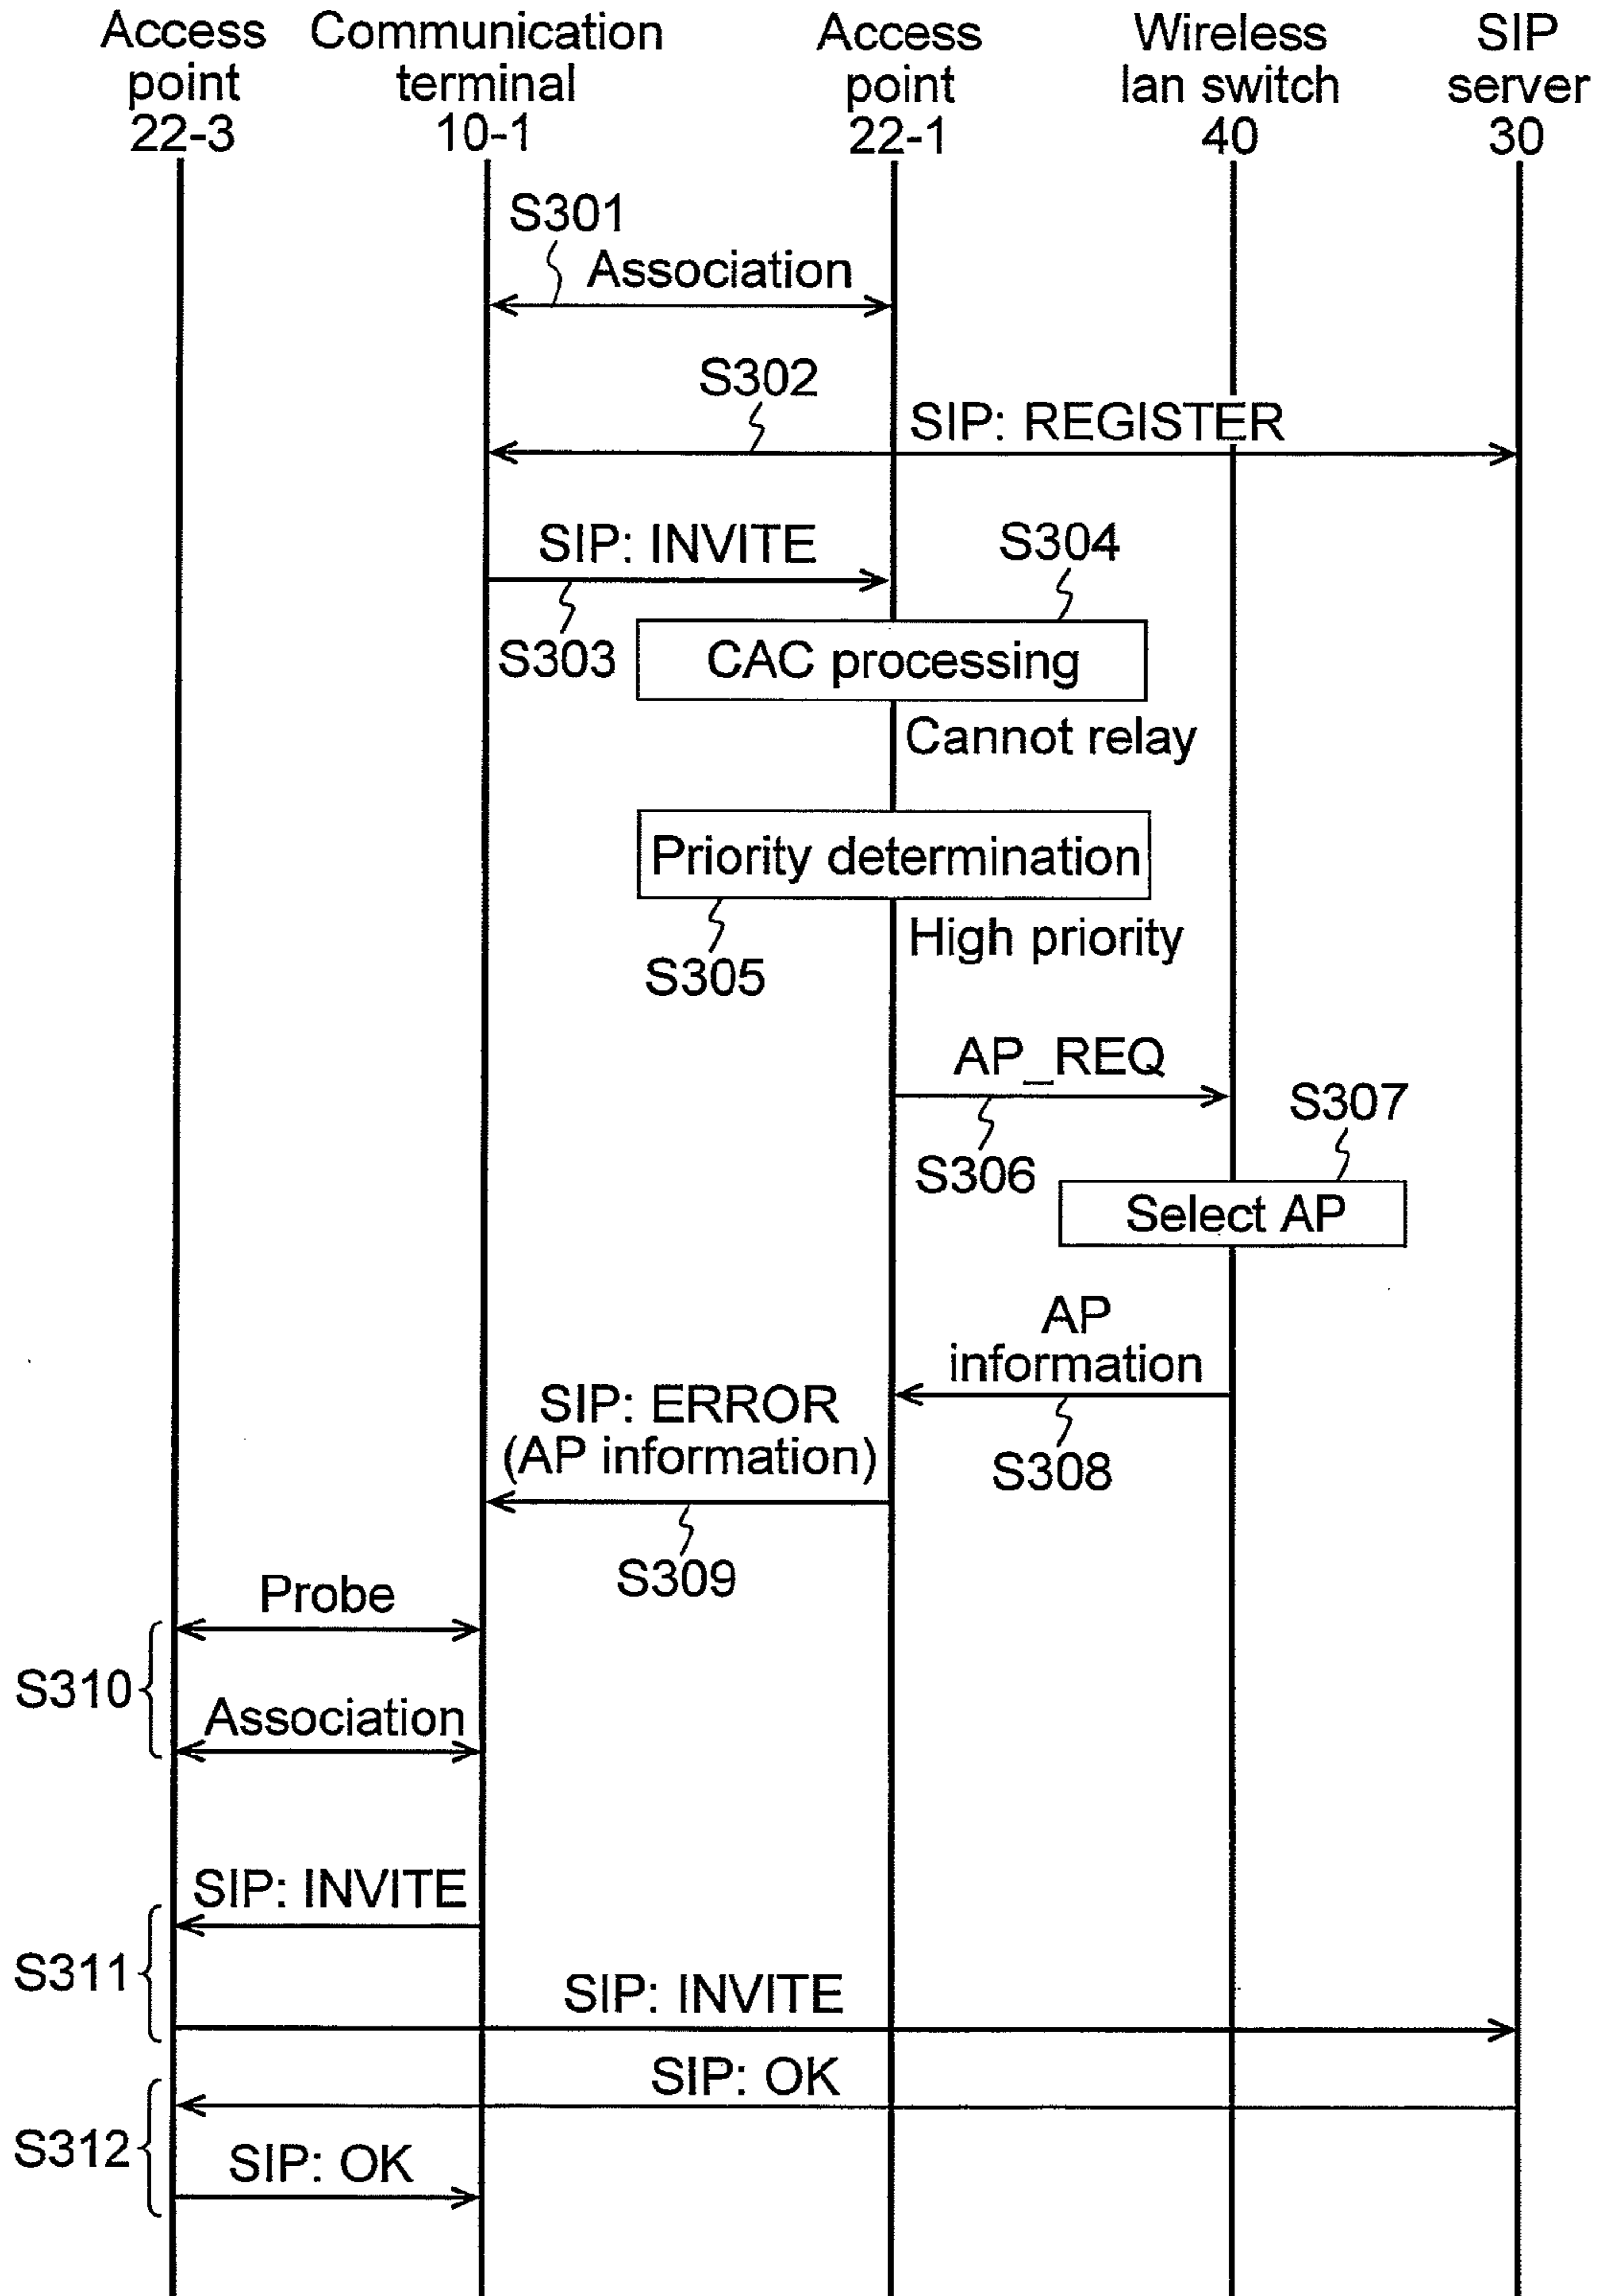 Access point 22-3
Communication terminal 10-1
Access point 22-1
Wireless lan switch 40
SIP server 30
S301
Association
S302
SIP: REGISTER
SIP: INVITE
S304
S303
CAC processing
Cannot relay
Priority determination
High priority
S305
AP_REQ
S307
S306
Select AP
AP
information
SIP: ERROR
(AP information)
S308
S309
Probe
S310
Association
SIP: INVITE
S311
SIP: INVITE
SIP: OK
S312
SIP: OK